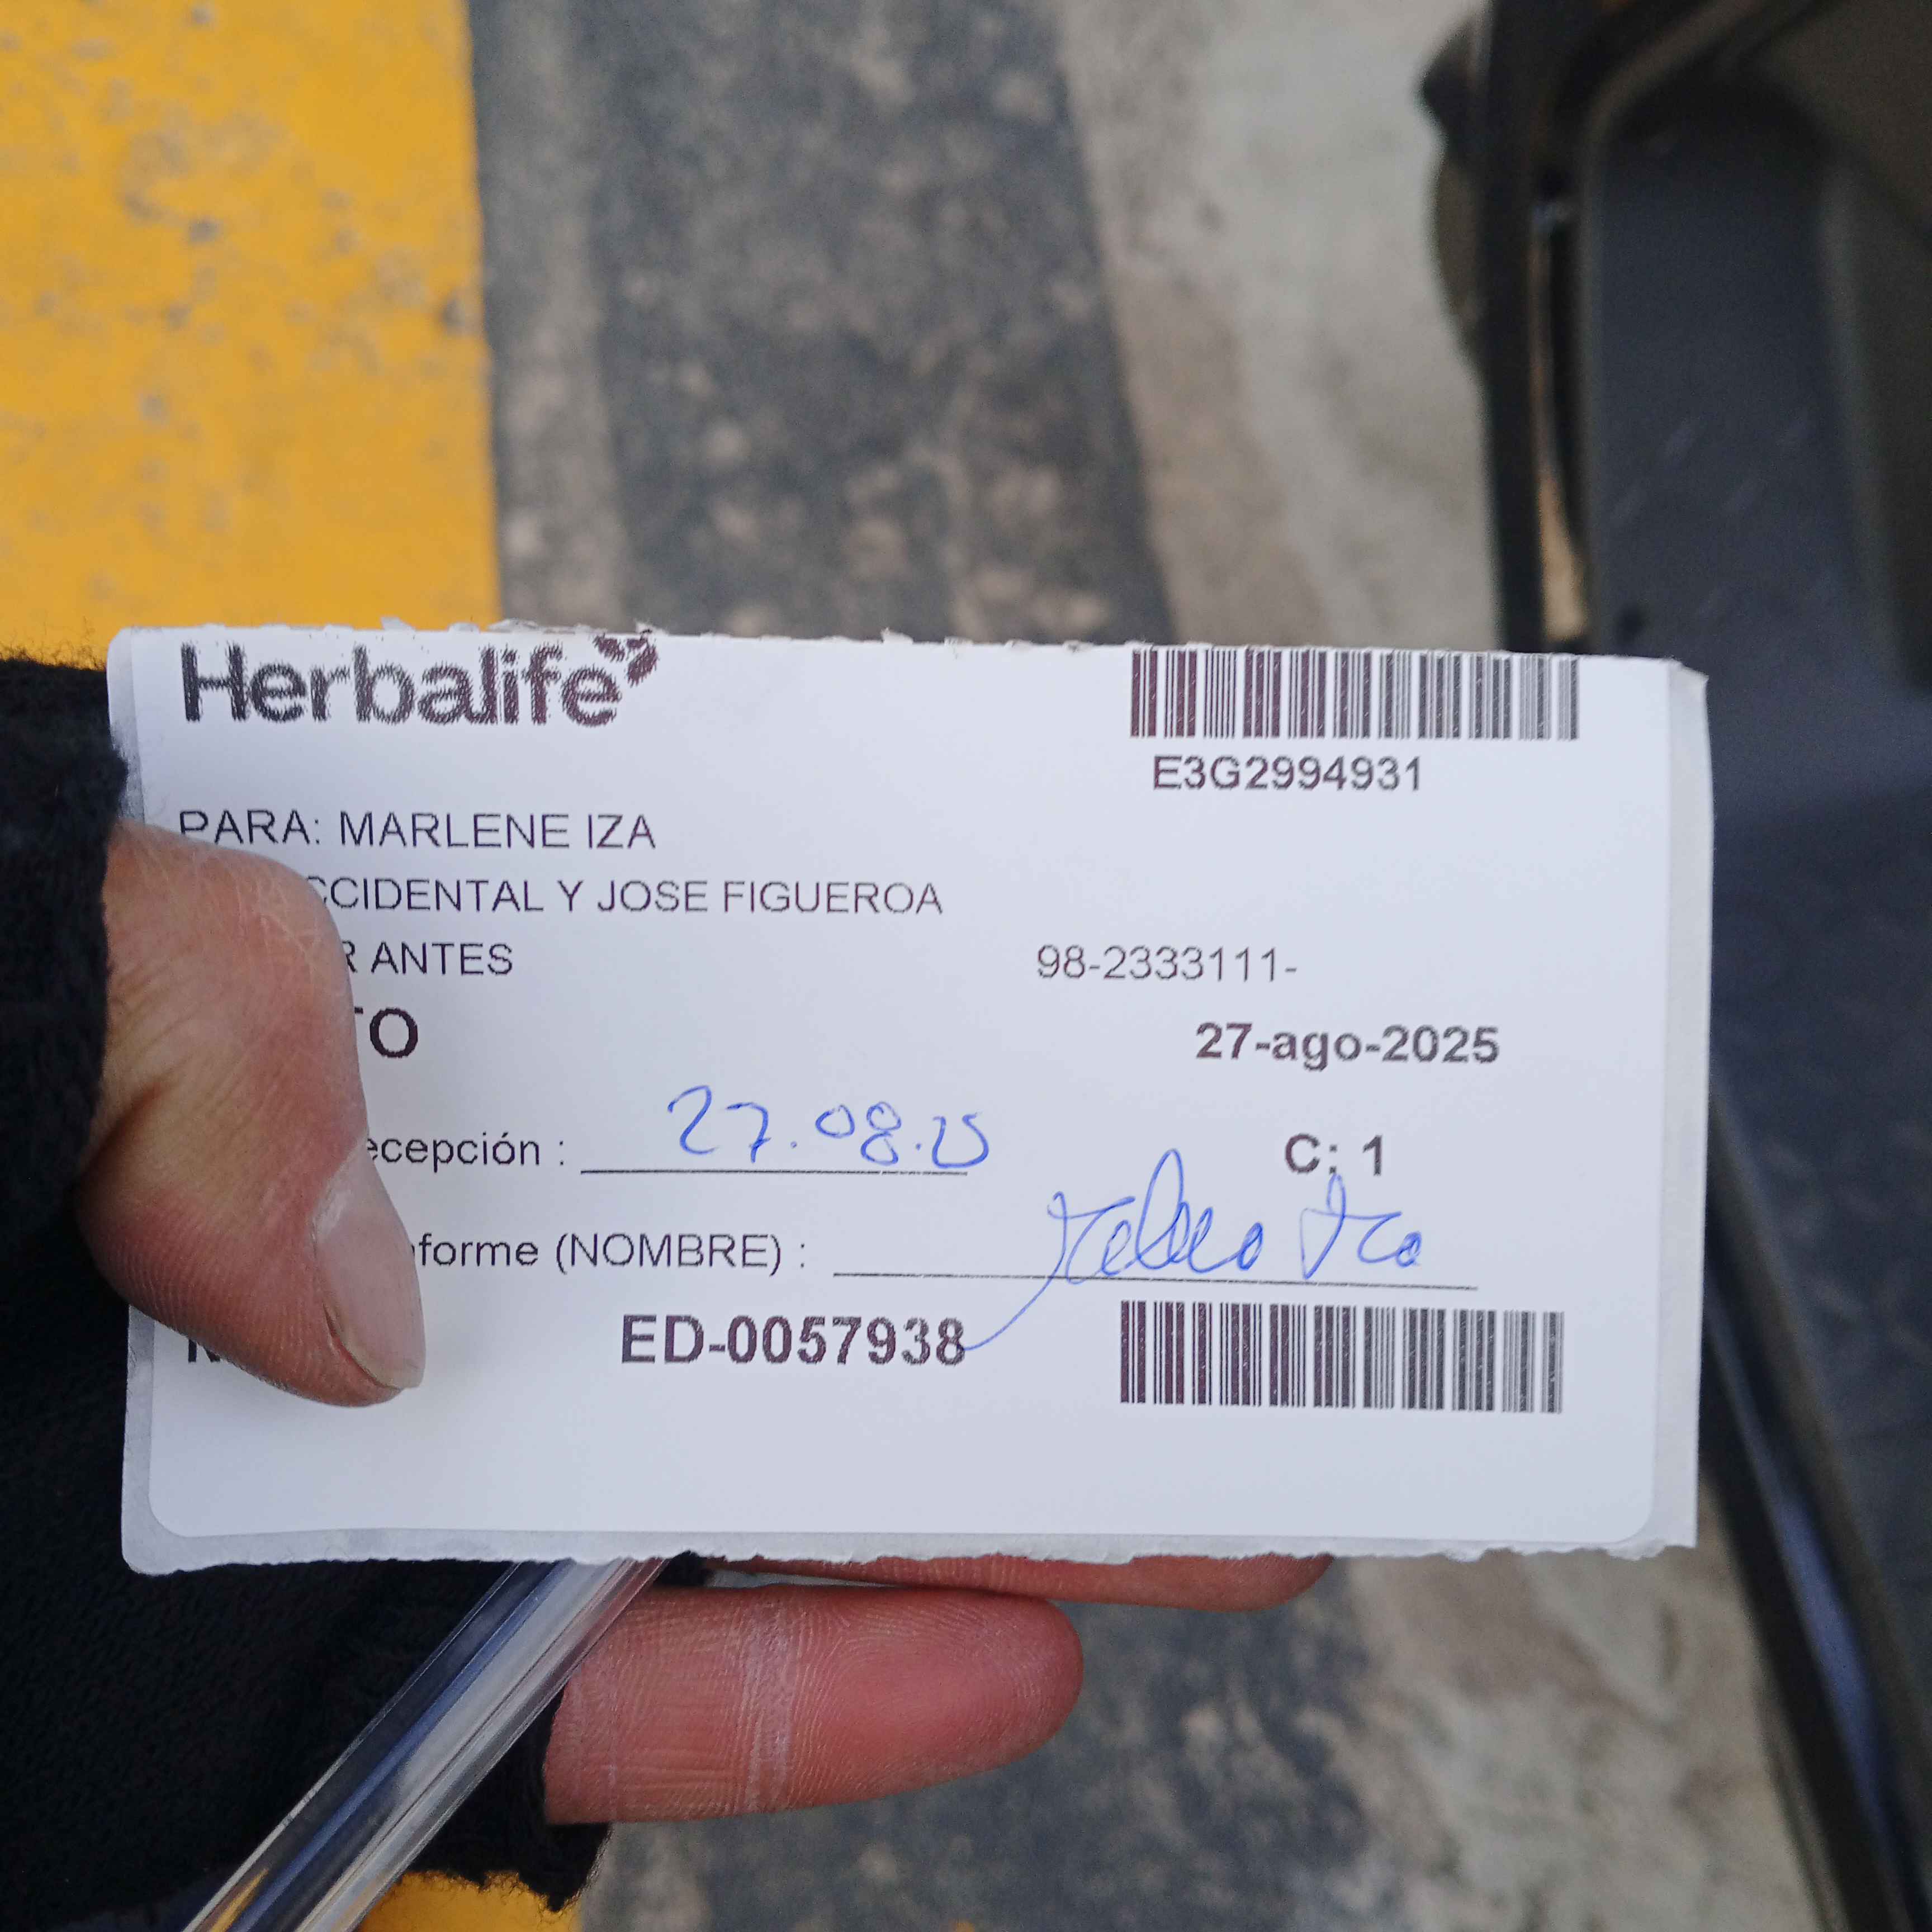 Herbalife
E3G2994931
PARA: MARLENE IZA
CCIDENTAL Y JOSE FIGUEROA
R ANTES 98-2333111-
TO 27-ago-2025
ecepción : 27.08.25 C: 1
nforme (NOMBRE) :
ED-0057938